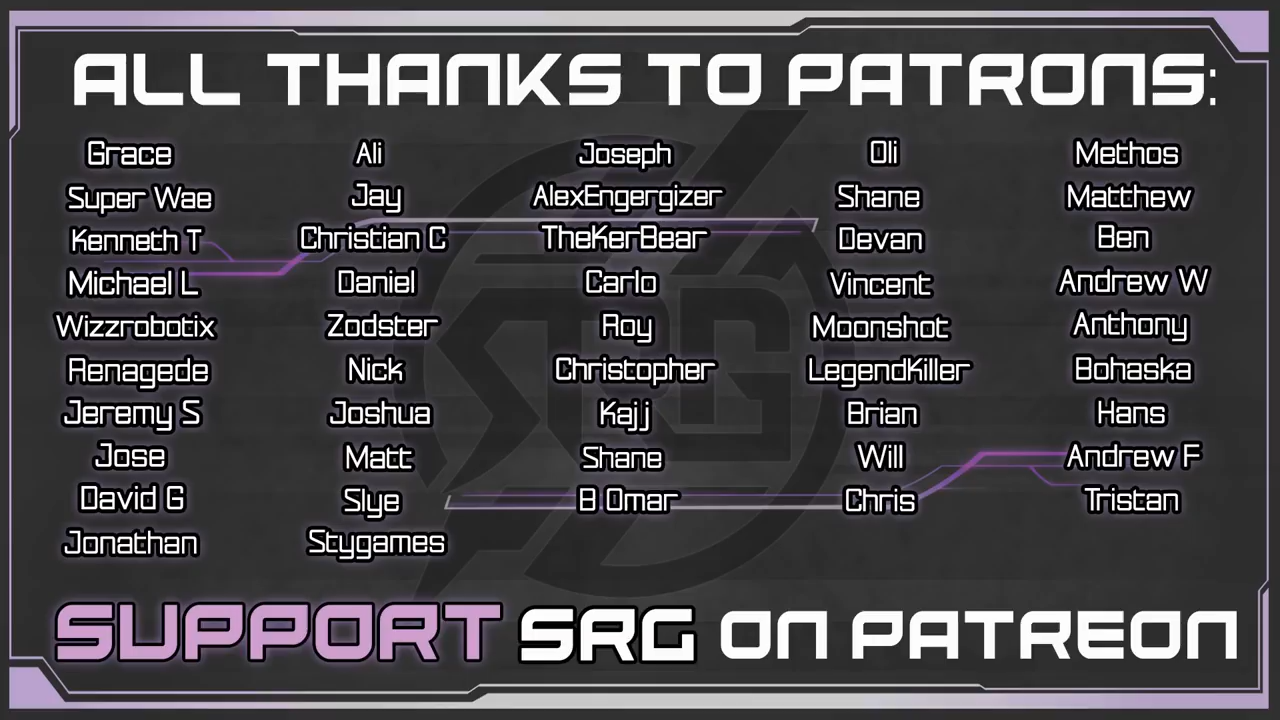 ALL THANKS TO PATRONS:
Grace
Super Wae
Kenneth T
Michael L
Wizzrobotix
Renagede
Jeremy S
Jose
David G
Jonathan
Ali
Jay
Christian C
Daniel
Zodster
Nick
Joshua
Matt
Slye
Stygames
Joseph
AlexEngergizer
TheKerBear
Carlo
Roy
Christopher
Kajj
Shane
B Omar
Oli
Shane
Devan
Vincent
Moonshot
LegendKiller
Brian
Will
Chris
Methos
Matthew
Ben
Andrew W
Anthony
Bohaska
Hans
Andrew F
Tristan
SUPPORT SRG ON PATREON